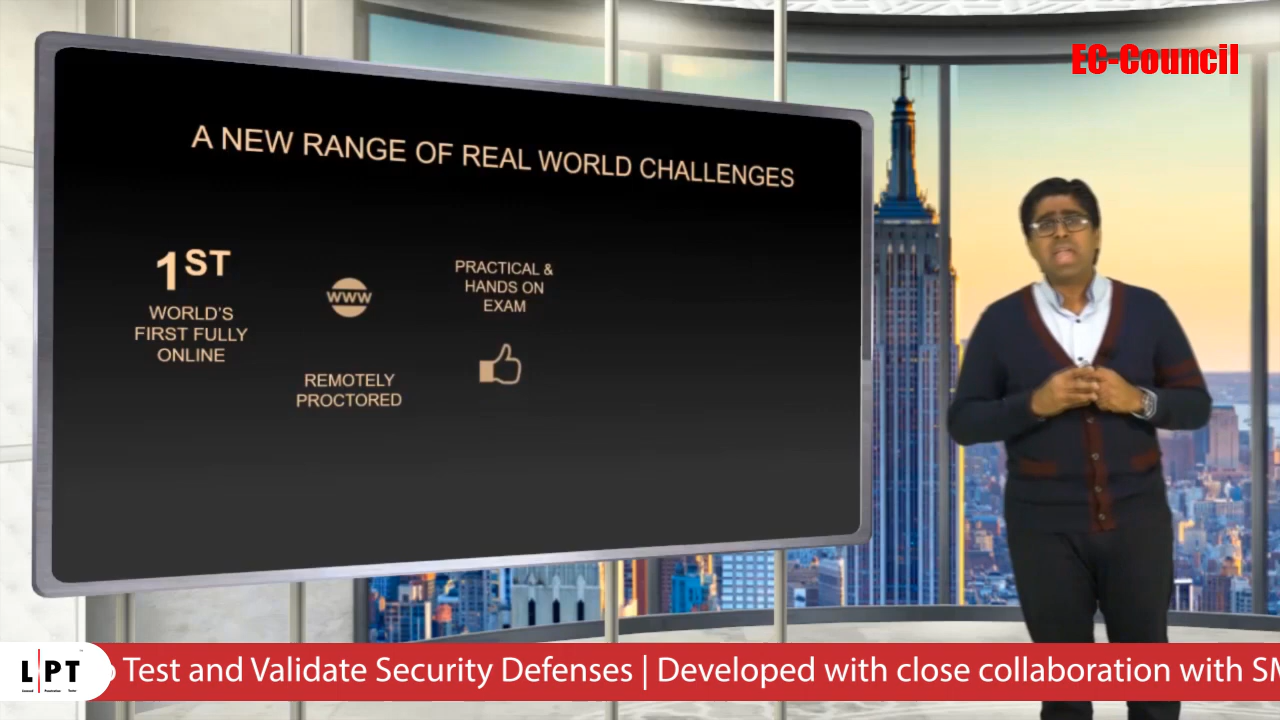 EC-Council
A NEW RANGE OF REAL WORLD CHALLENGES
1ST
WORLD'S
FIRST FULLY
ONLINE
WWW
REMOTELY
PROCTORED
PRACTICAL &
HANDS ON
EXAM
LPT
Test and Validate Security Defenses | Developed with close collaboration with SM